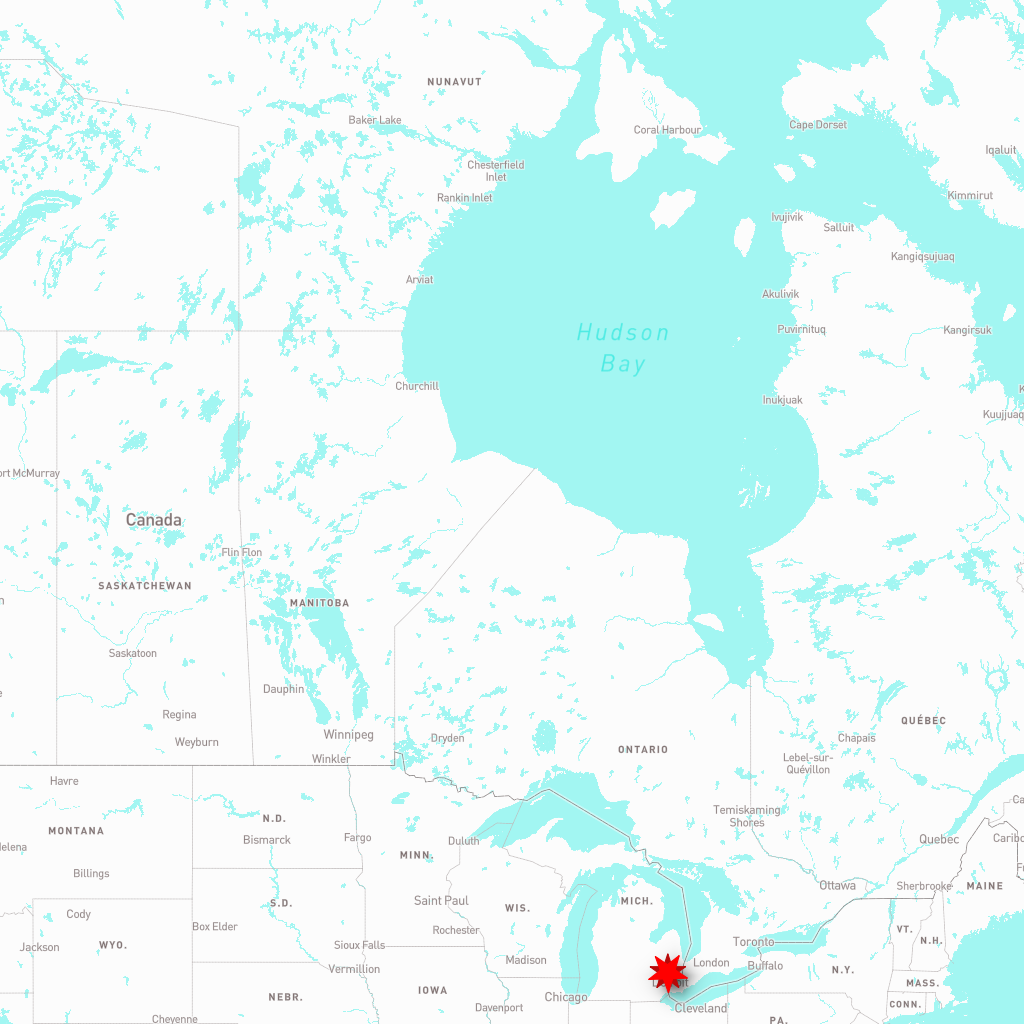 NUNAVUT
Baker Lake
Coral Harbour
Cape Dorset
Iqaluit
Chesterfield
Inlet
Rankin Inlet
Kimmirut
Ivujivik
Salluit
Kangiqsujuaq
Arviat
Akulivik
Puvirnituq
Kangirsuk
Hudson
Bay
Churchill
Inukjuak
K
Kuujjuaq
ort McMurray
Canada
Flin Flon
SASKATCHEWAN
MANITOBA
n
Saskatoon
Dauphin
e
Regina
Weyburn
Winnipeg
Winkler
Dryden
ONTARIO
QUÉBEC
Chapais
Lebel-sur-
Quévillon
Havre
MONTANA
elena
N.D.
Bismarck
Fargo
Duluth
MINN.
Temiskaming
Shores
Quebec
Ca
Caribo
Fr
Billings
Cody
S.D.
Saint Paul
WIS.
MICH.
Ottawa
Sherbrooke
MAINE
Box Elder
Rochester
VT.
N.H.
Jackson
WYO.
Sioux Falls
Vermillion
Madison
Toronto
London
Buffalo
N.Y.
MASS.
CONN.
NEBR.
IOWA
Chicago
Davenport
Cleveland
Cheyenne
PA.